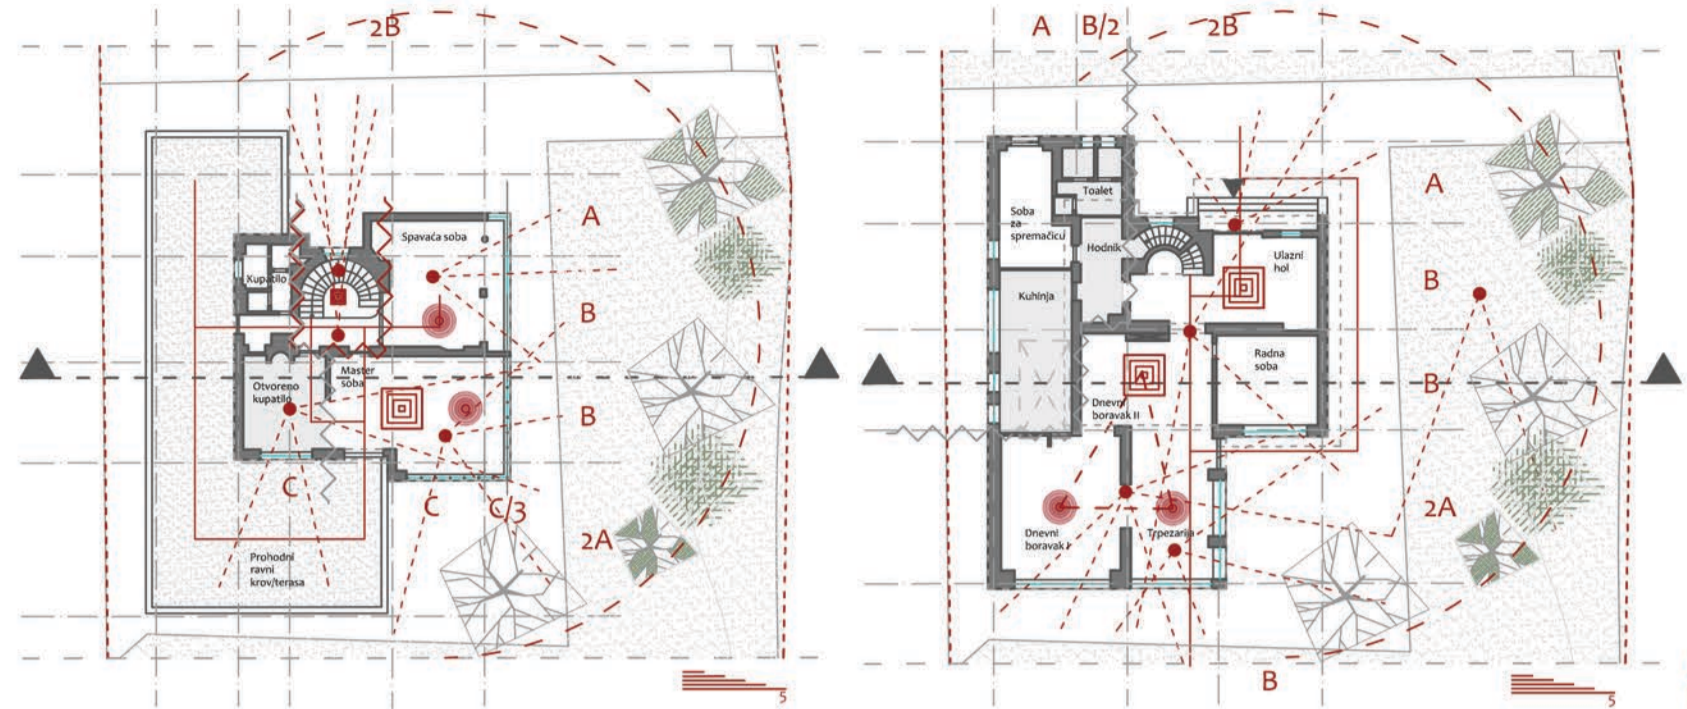 2B
A
Spavaća soba
Kupatilo
B
Master
soba
Otvoreno
kupatilo
B
C
C
C/3
2A
Prohodni
ravni
krov/terasa
5
A
B/2
2B
Toalet
A
Soba
za
spremačicu
Hodnik
Ulazni
hol
B
Kuhinja
Radna
soba
B
Dnevni
boravak II
2A
Dnevni
boravak I
Trpezarija
B
5